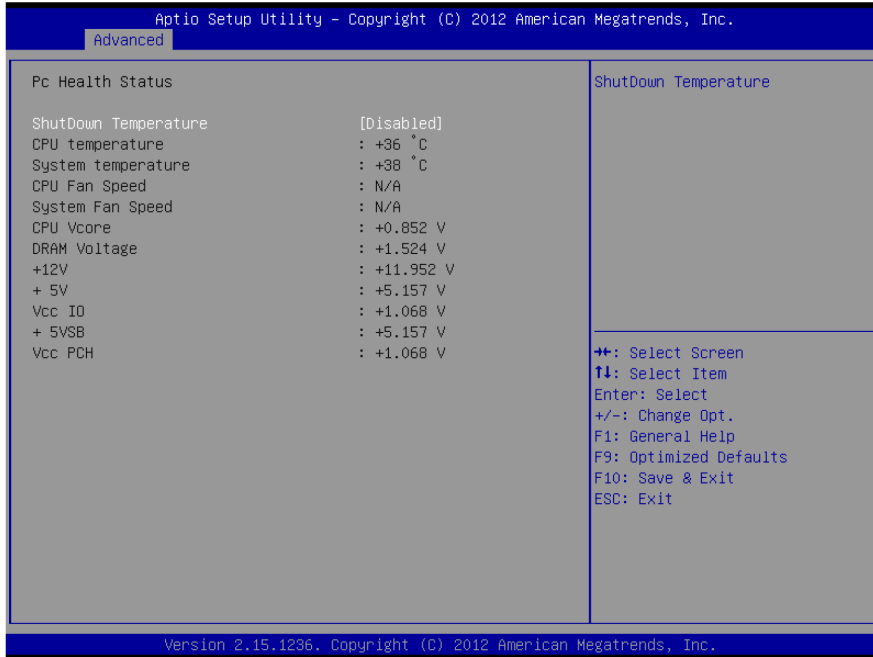 Aptio Setup Utility – Copyright (C) 2012 American Megatrends, Inc.
Advanced
Pc Health Status
ShutDown Temperature [Disabled]
CPU temperature : +36 °C
System temperature : +38 °C
CPU Fan Speed : N/A
System Fan Speed : N/A
CPU Vcore : +0.852 V
DRAM Voltage : +1.524 V
+12V : +11.952 V
+ 5V : +5.157 V
Vcc IO : +1.068 V
+ 5VSB : +5.157 V
Vcc PCH : +1.068 V
ShutDown Temperature
→←: Select Screen
↑↓: Select Item
Enter: Select
+/-: Change Opt.
F1: General Help
F9: Optimized Defaults
F10: Save & Exit
ESC: Exit
Version 2.15.1236. Copyright (C) 2012 American Megatrends, Inc.